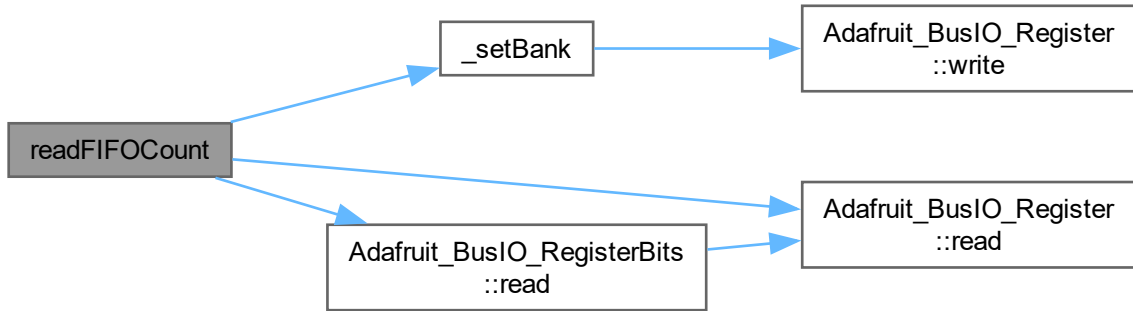 readFIFOCount
_setBank
Adafruit_BusIO_Register
::write
Adafruit_BusIO_RegisterBits
::read
Adafruit_BusIO_Register
::read